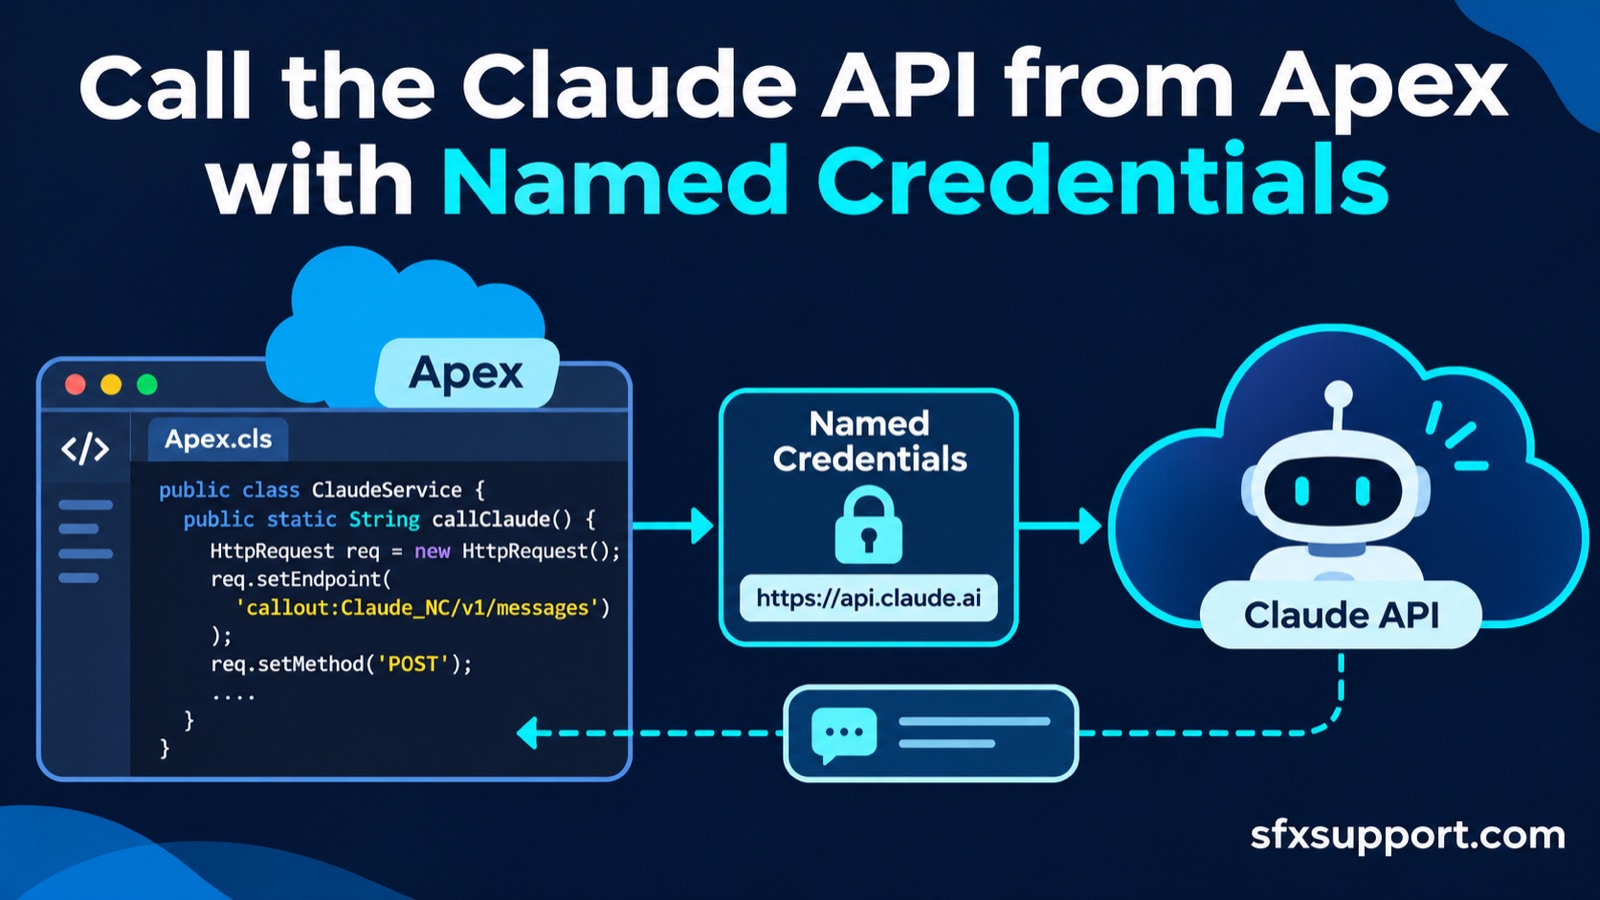 Call the Claude API from Apex
with Named Credentials
Apex
</>
Apex.cls
public class ClaudeService {
public static String callClaude() {
HttpRequest req = new HttpRequest();
req.setEndpoint(
'callout:Claude_NC/v1/messages')
);
req.setMethod('POST');
....
}
}
Named
Credentials
https://api.claude.ai
Claude API
sfxsupport.com